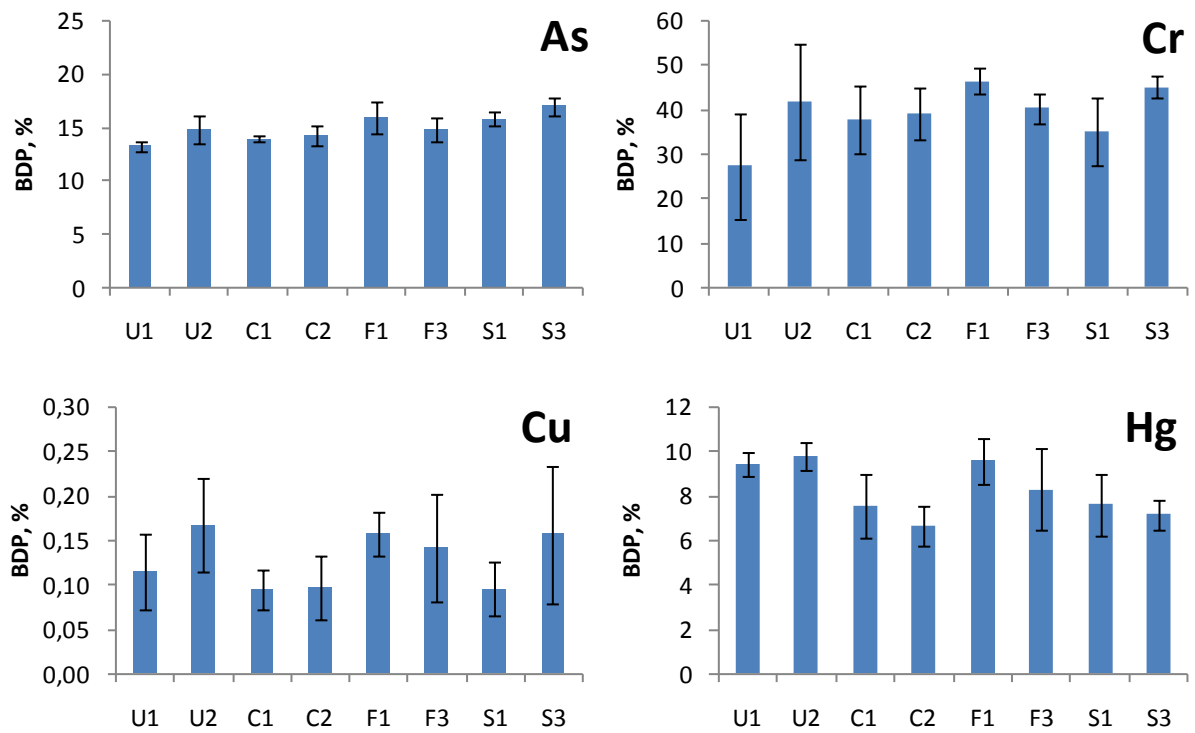 As
BDP, %
25
20
15
10
5
0
U1 U2 C1 C2 F1 F3 S1 S3
Cr
BDP, %
60
50
40
30
20
10
0
U1 U2 C1 C2 F1 F3 S1 S3
Cu
BDP, %
0,30
0,25
0,20
0,15
0,10
0,05
0,00
U1 U2 C1 C2 F1 F3 S1 S3
Hg
BDP, %
12
10
8
6
4
2
0
U1 U2 C1 C2 F1 F3 S1 S3